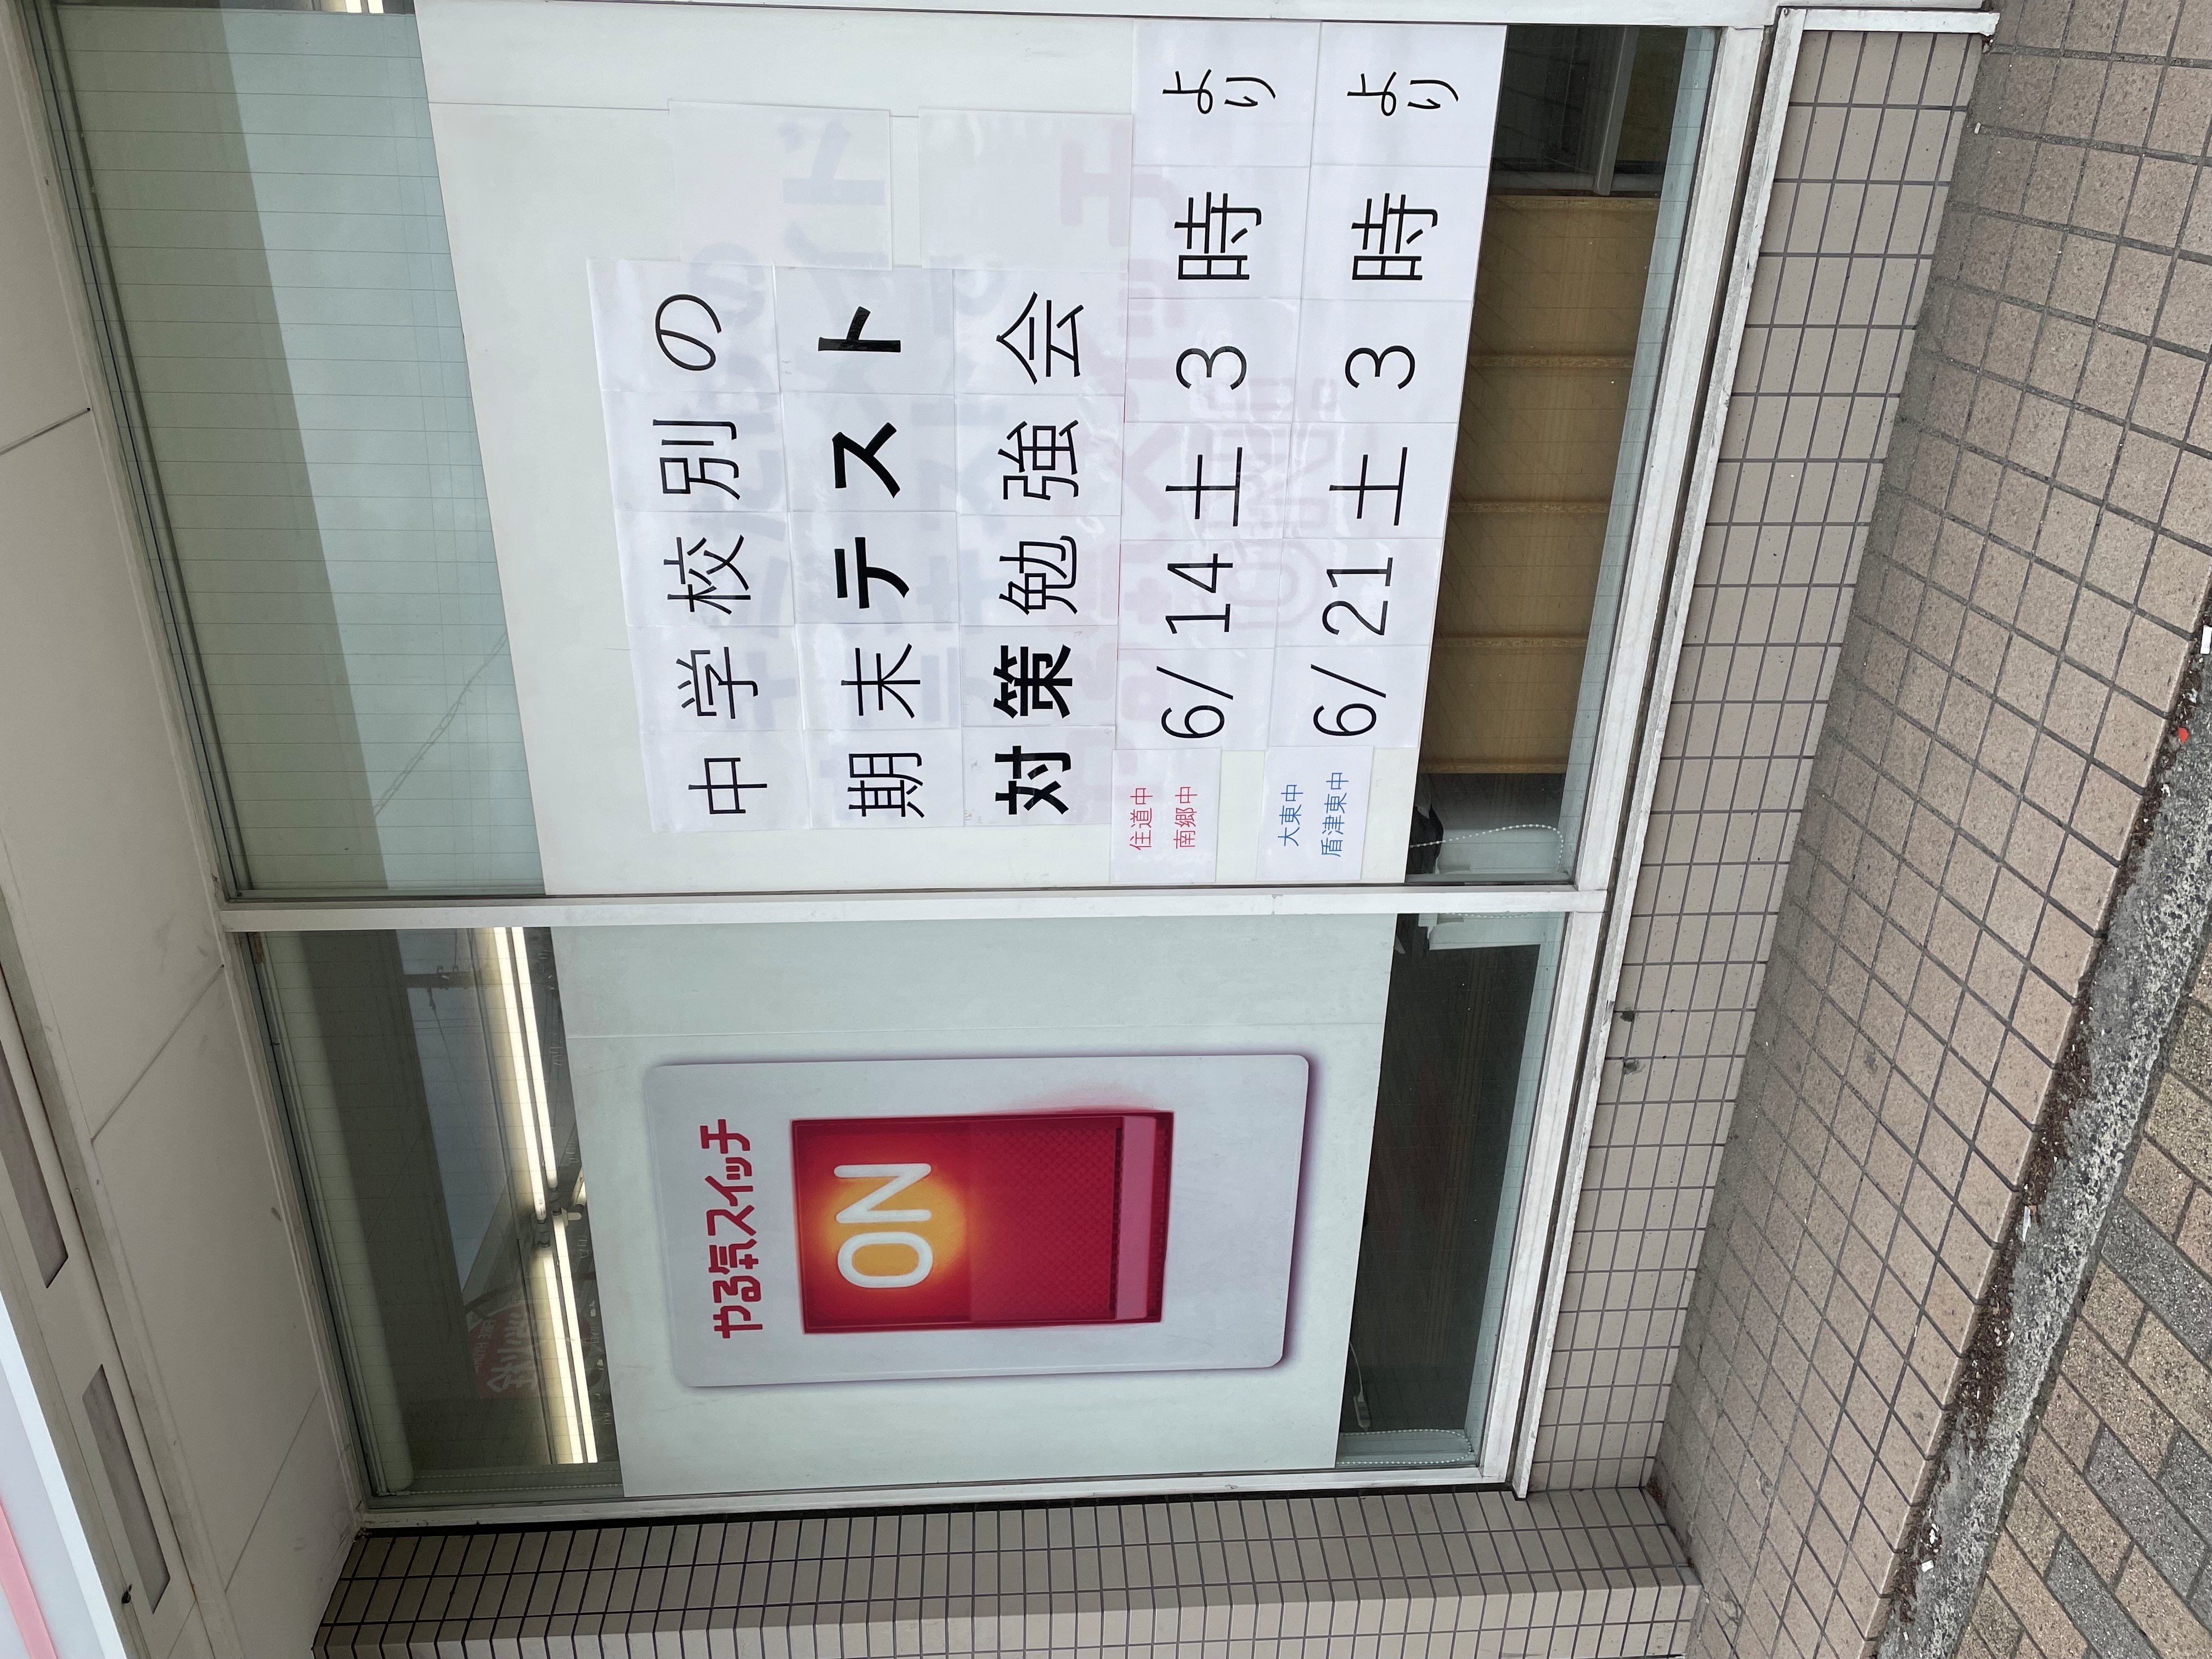 やる気スイッチ
ON
中学校別の
期末テスト
対策勉強会
住道中
南郷中
6/14土3時より
大東中
盾津東中
6/21土3時より